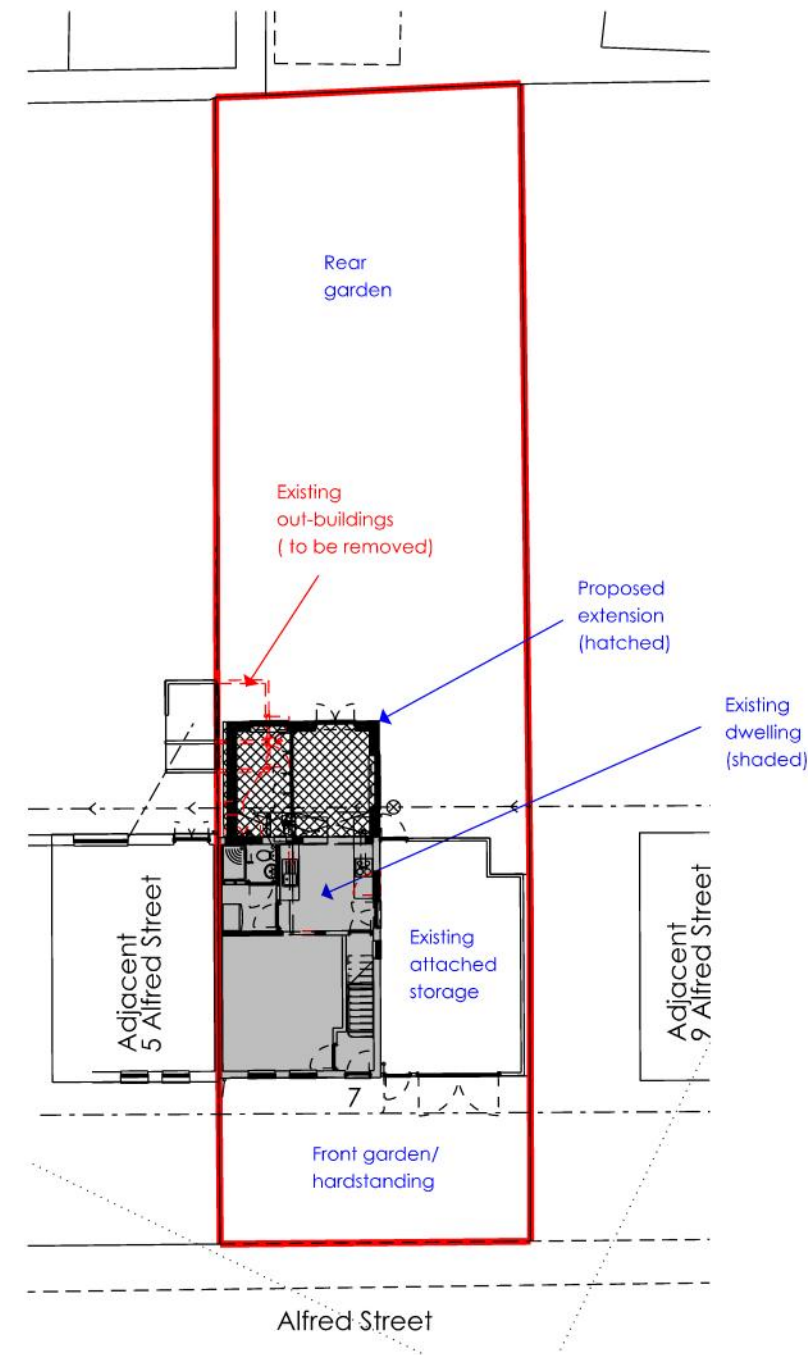 Rear
garden
Existing
out-buildings
( to be removed)
Proposed
extension
(hatched)
Existing
dwelling
(shaded)
Adjacent
5 Alfred Street
Existing
attached
storage
Adjacent
9 Alfred Street
7
Front garden/
hardstanding
Alfred Street